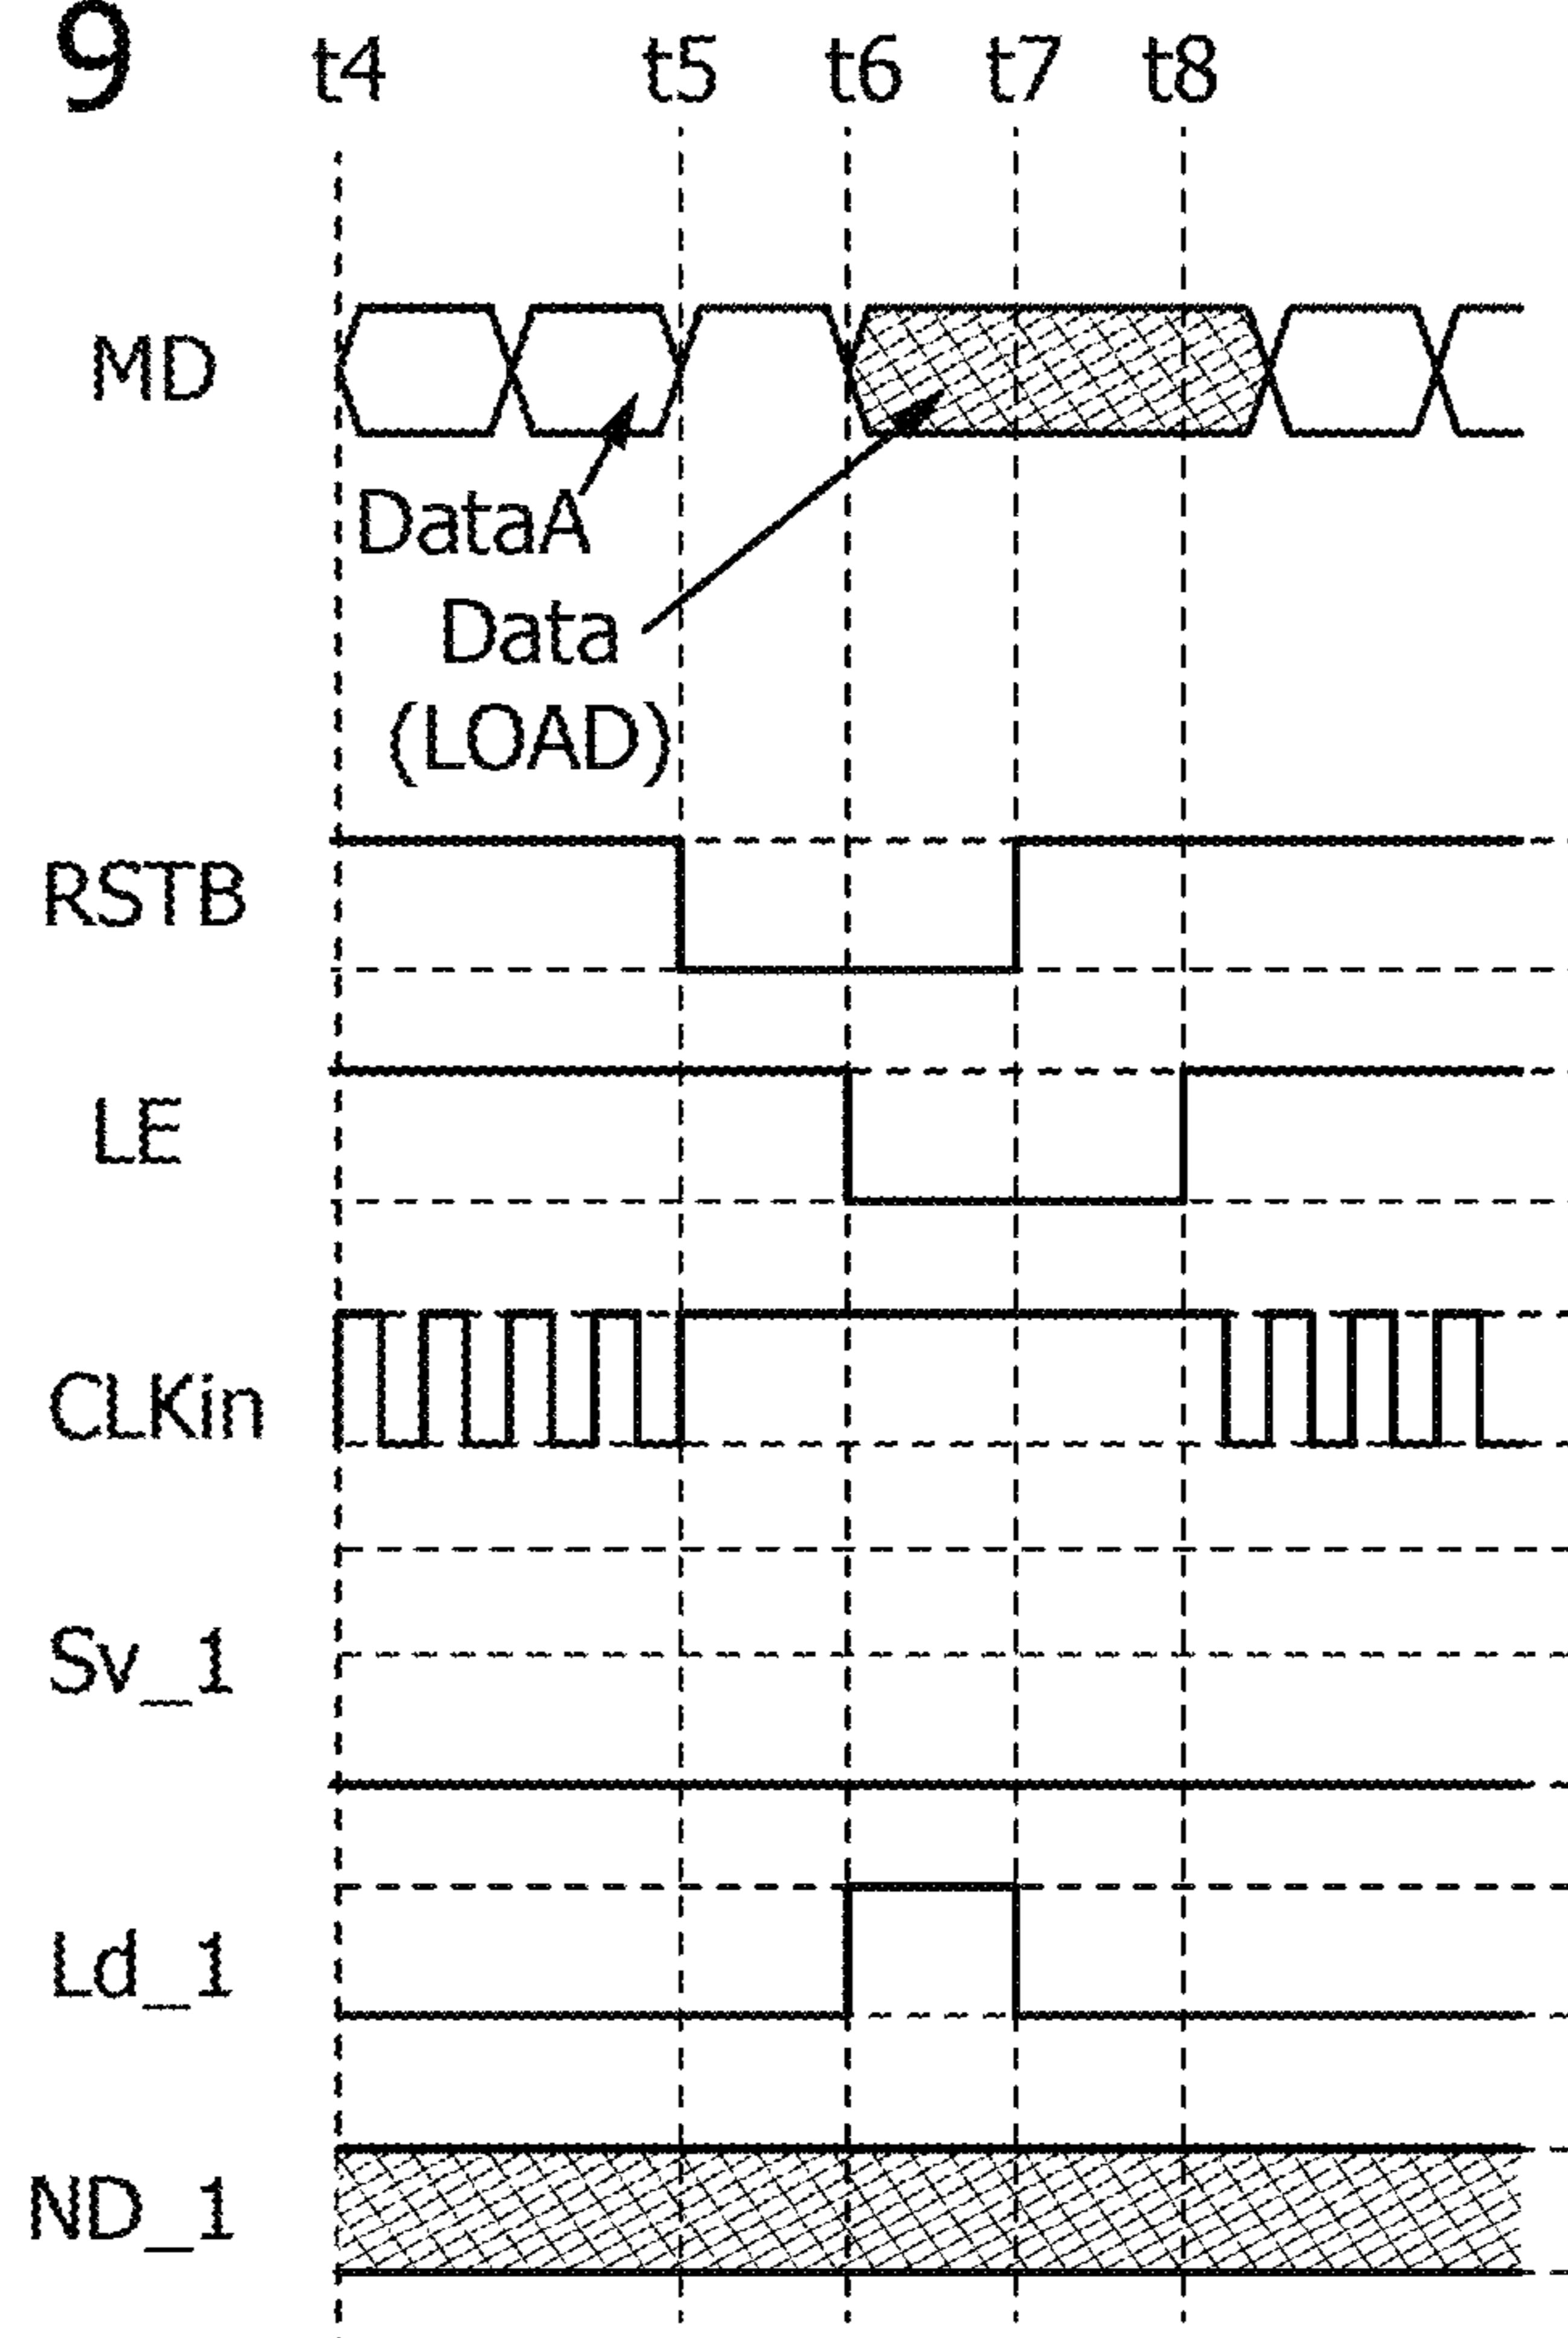 9
t4 t5 t6 t7 t8
MD
DataA
Data
(LOAD)
RSTB
LE
CLKin
Sv_1
Ld_1
ND_1